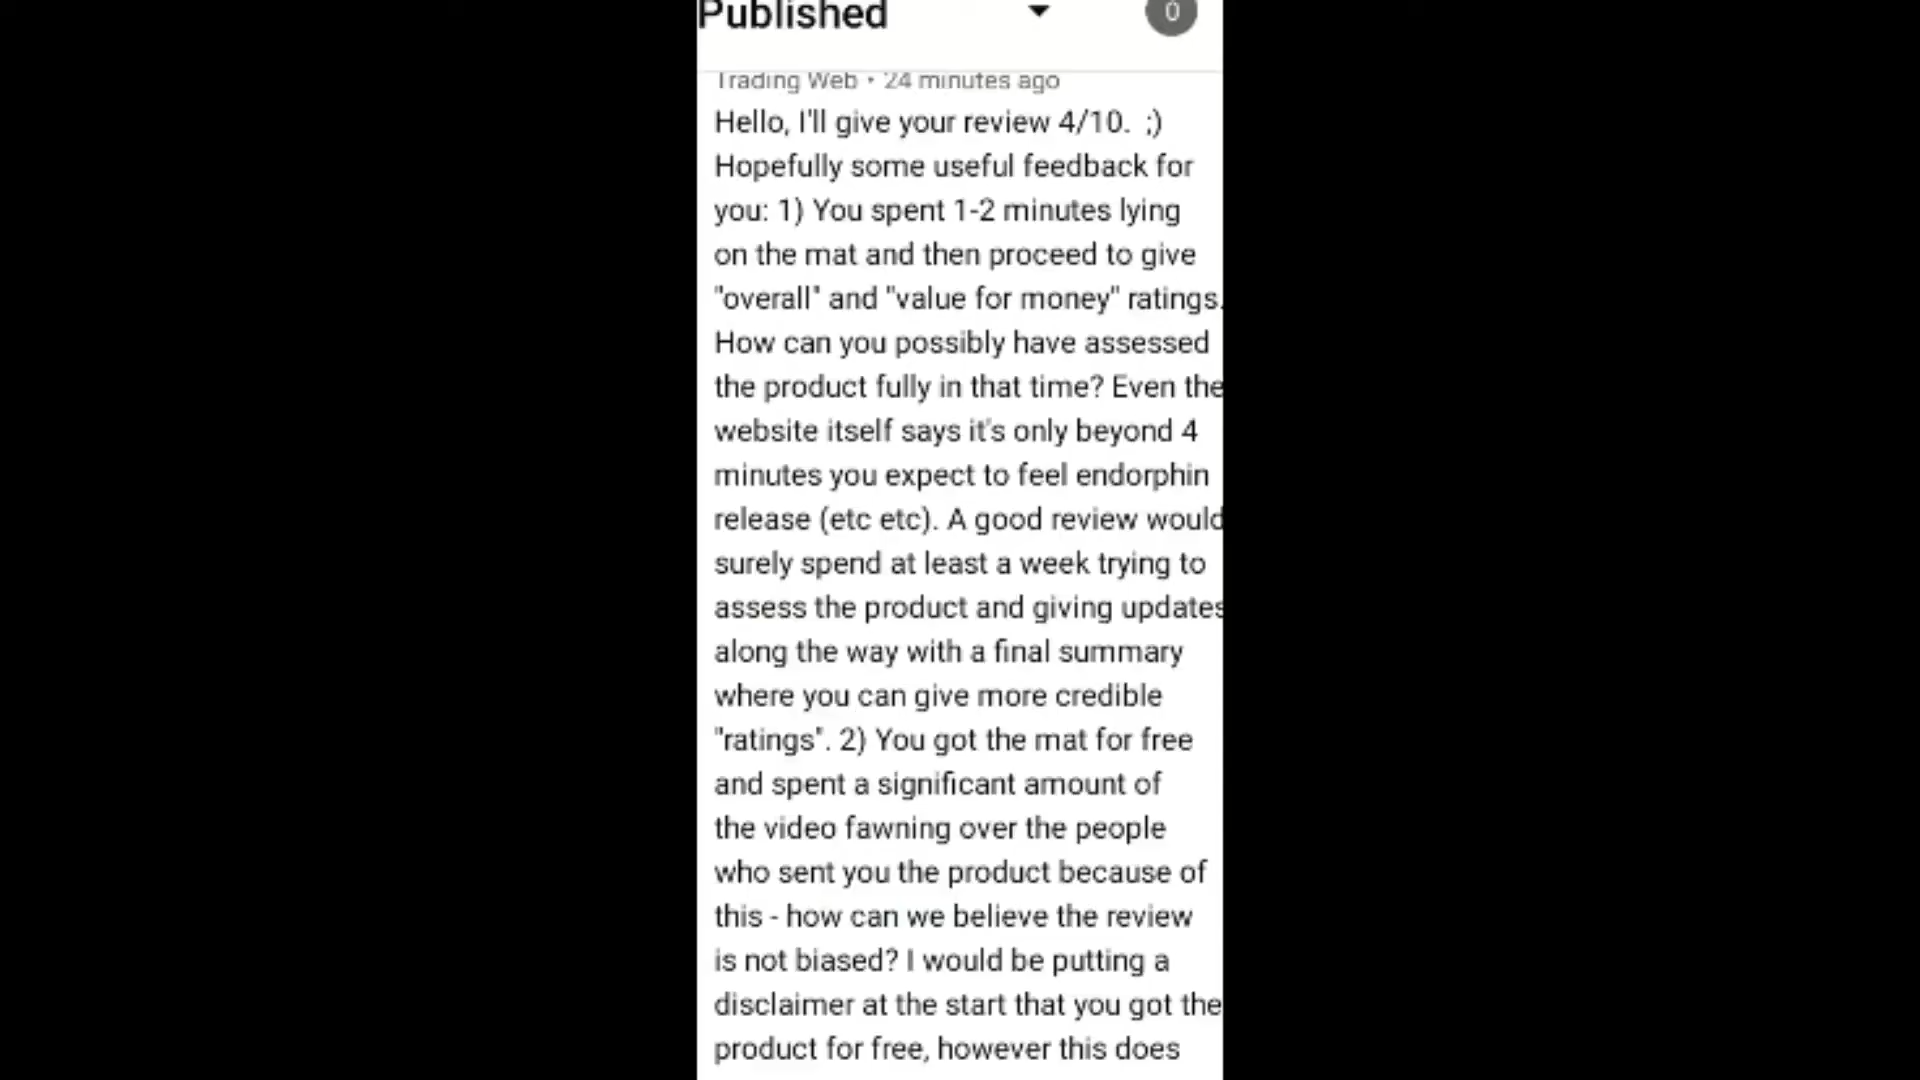 Published
0
Trading Web • 24 minutes ago
Hello, I'll give your review 4/10. ;)
Hopefully some useful feedback for
you: 1) You spent 1-2 minutes lying
on the mat and then proceed to give
"overall" and "value for money" ratings.
How can you possibly have assessed
the product fully in that time? Even the
website itself says it's only beyond 4
minutes you expect to feel endorphin
release (etc etc). A good review would
surely spend at least a week trying to
assess the product and giving updates
along the way with a final summary
where you can give more credible
"ratings". 2) You got the mat for free
and spent a significant amount of
the video fawning over the people
who sent you the product because of
this - how can we believe the review
is not biased? I would be putting a
disclaimer at the start that you got the
product for free, however this does